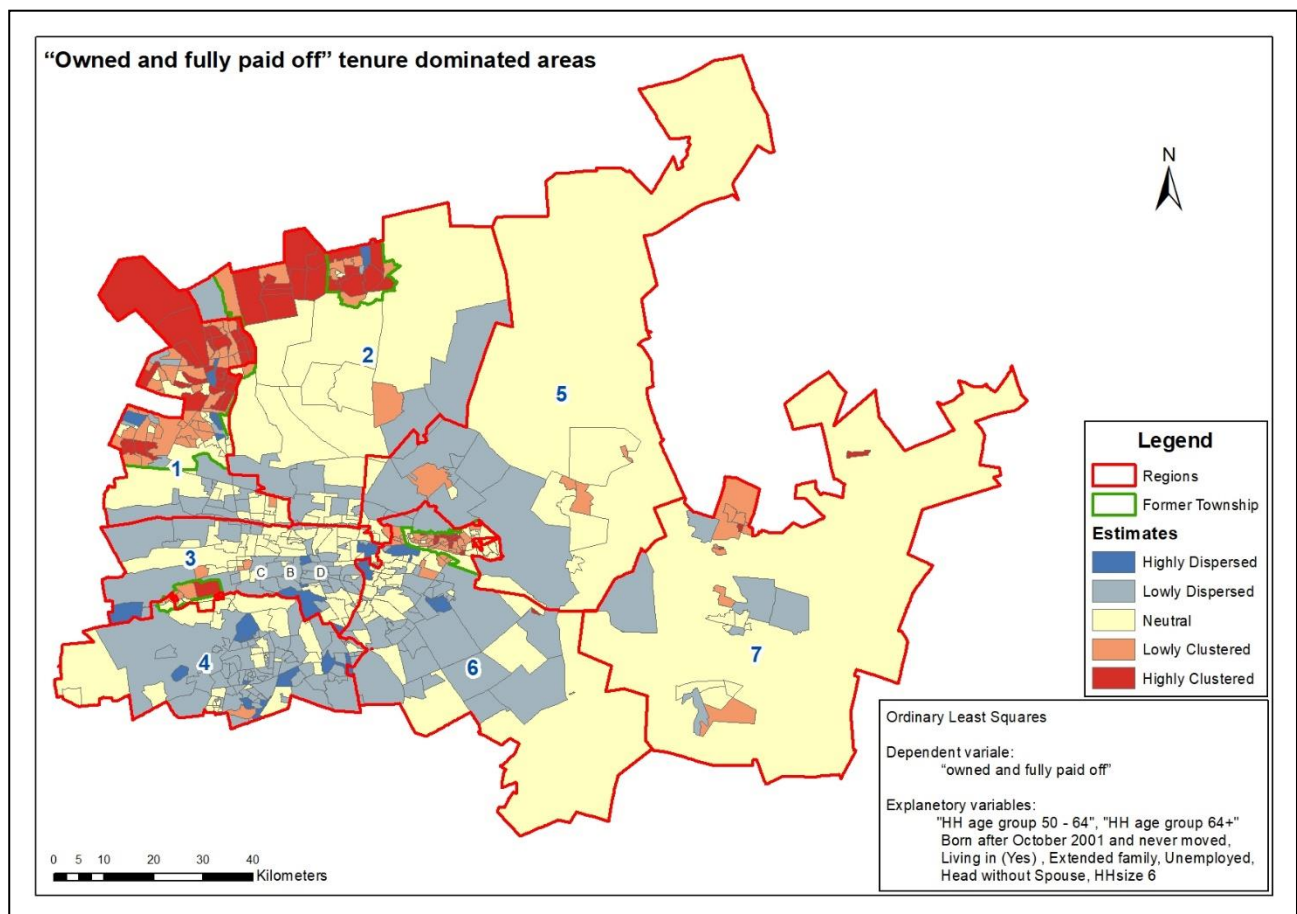 “Owned and fully paid off” tenure dominated areas
N
2
5
1
3
C B D
4
6
7
Legend
Regions
Former Township
Estimates
Highly Dispersed
Lowly Dispersed
Neutral
Lowly Clustered
Highly Clustered
Ordinary Least Squares
Dependent variale:
“owned and fully paid off”
Explanetory variables:
"HH age group 50 - 64", "HH age group 64+"
Born after October 2001 and never moved,
Living in (Yes) , Extended family, Unemployed,
Head without Spouse, HHsize 6
0 5 10 20 30 40
Kilometers